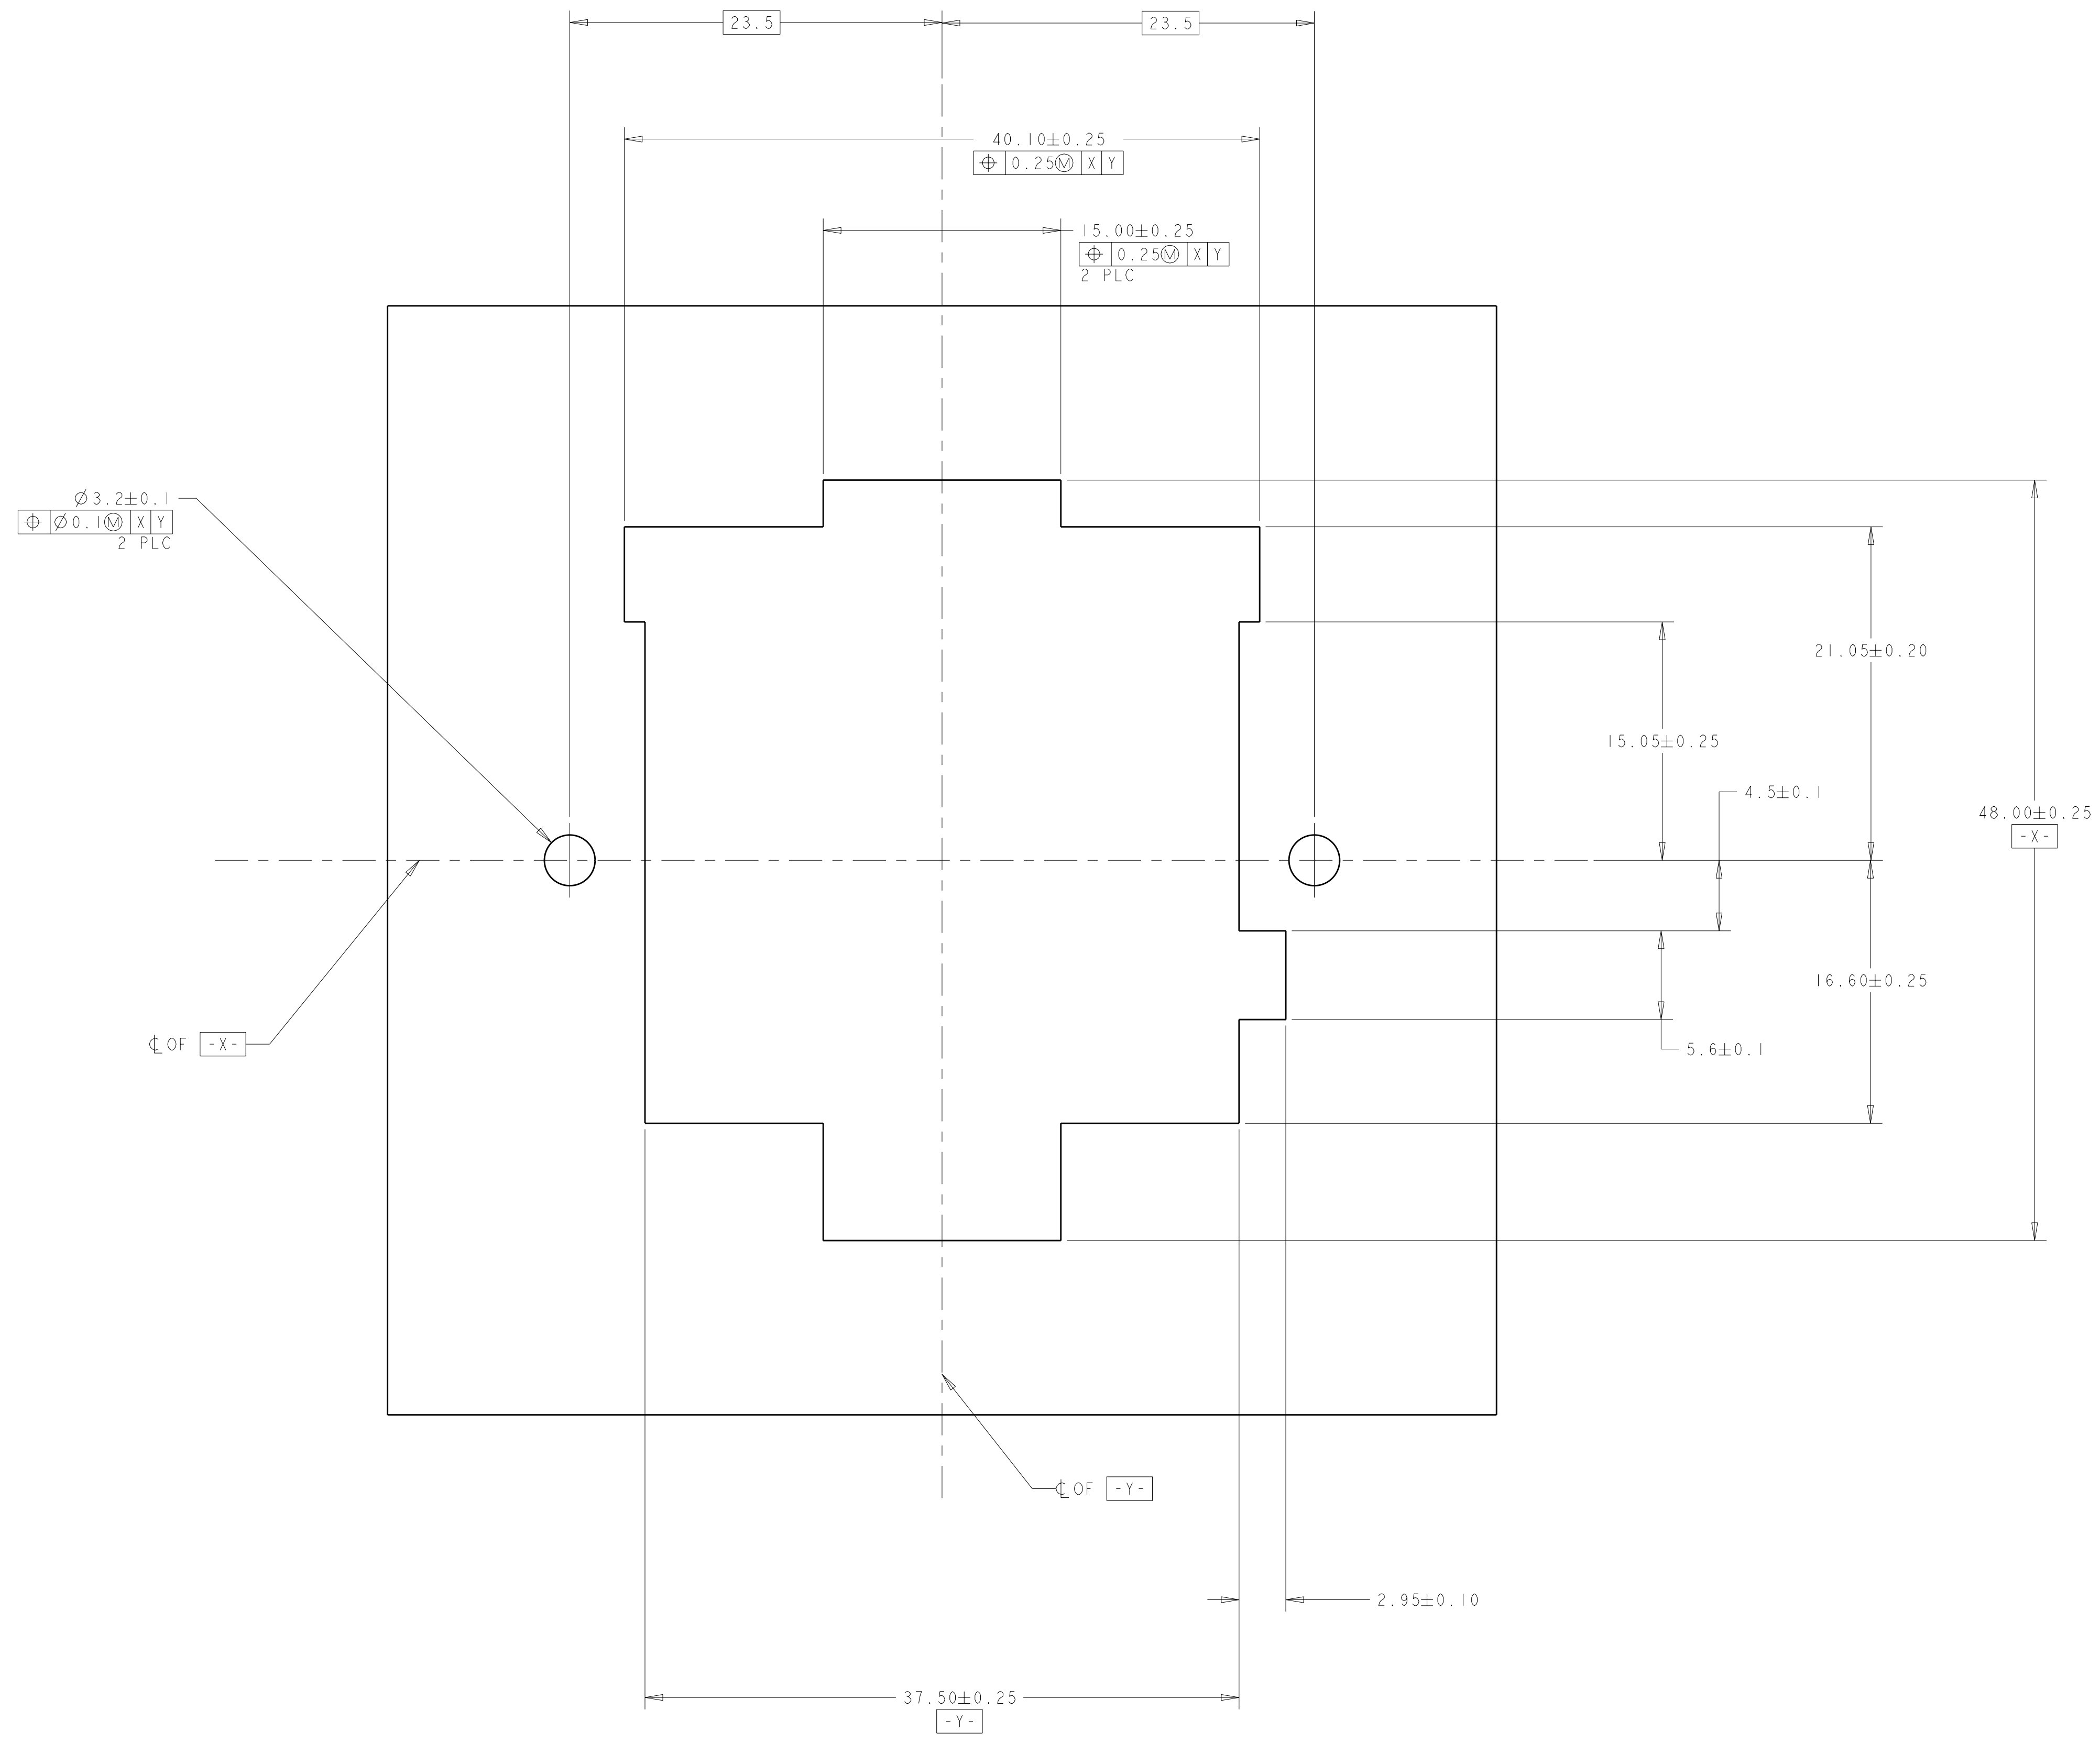 23.5
23.5
40.10±0.25
⌖ 0.25Ⓜ X Y
15.00±0.25
⌖ 0.25Ⓜ X Y
2 PLC
⌀3.2±0.1
⌖ ⌀0.1Ⓜ X Y
2 PLC
21.05±0.20
15.05±0.25
4.5±0.1
48.00±0.25
-X-
16.60±0.25
℄ OF -X-
5.6±0.1
℄ OF -Y-
2.95±0.10
37.50±0.25
-Y-